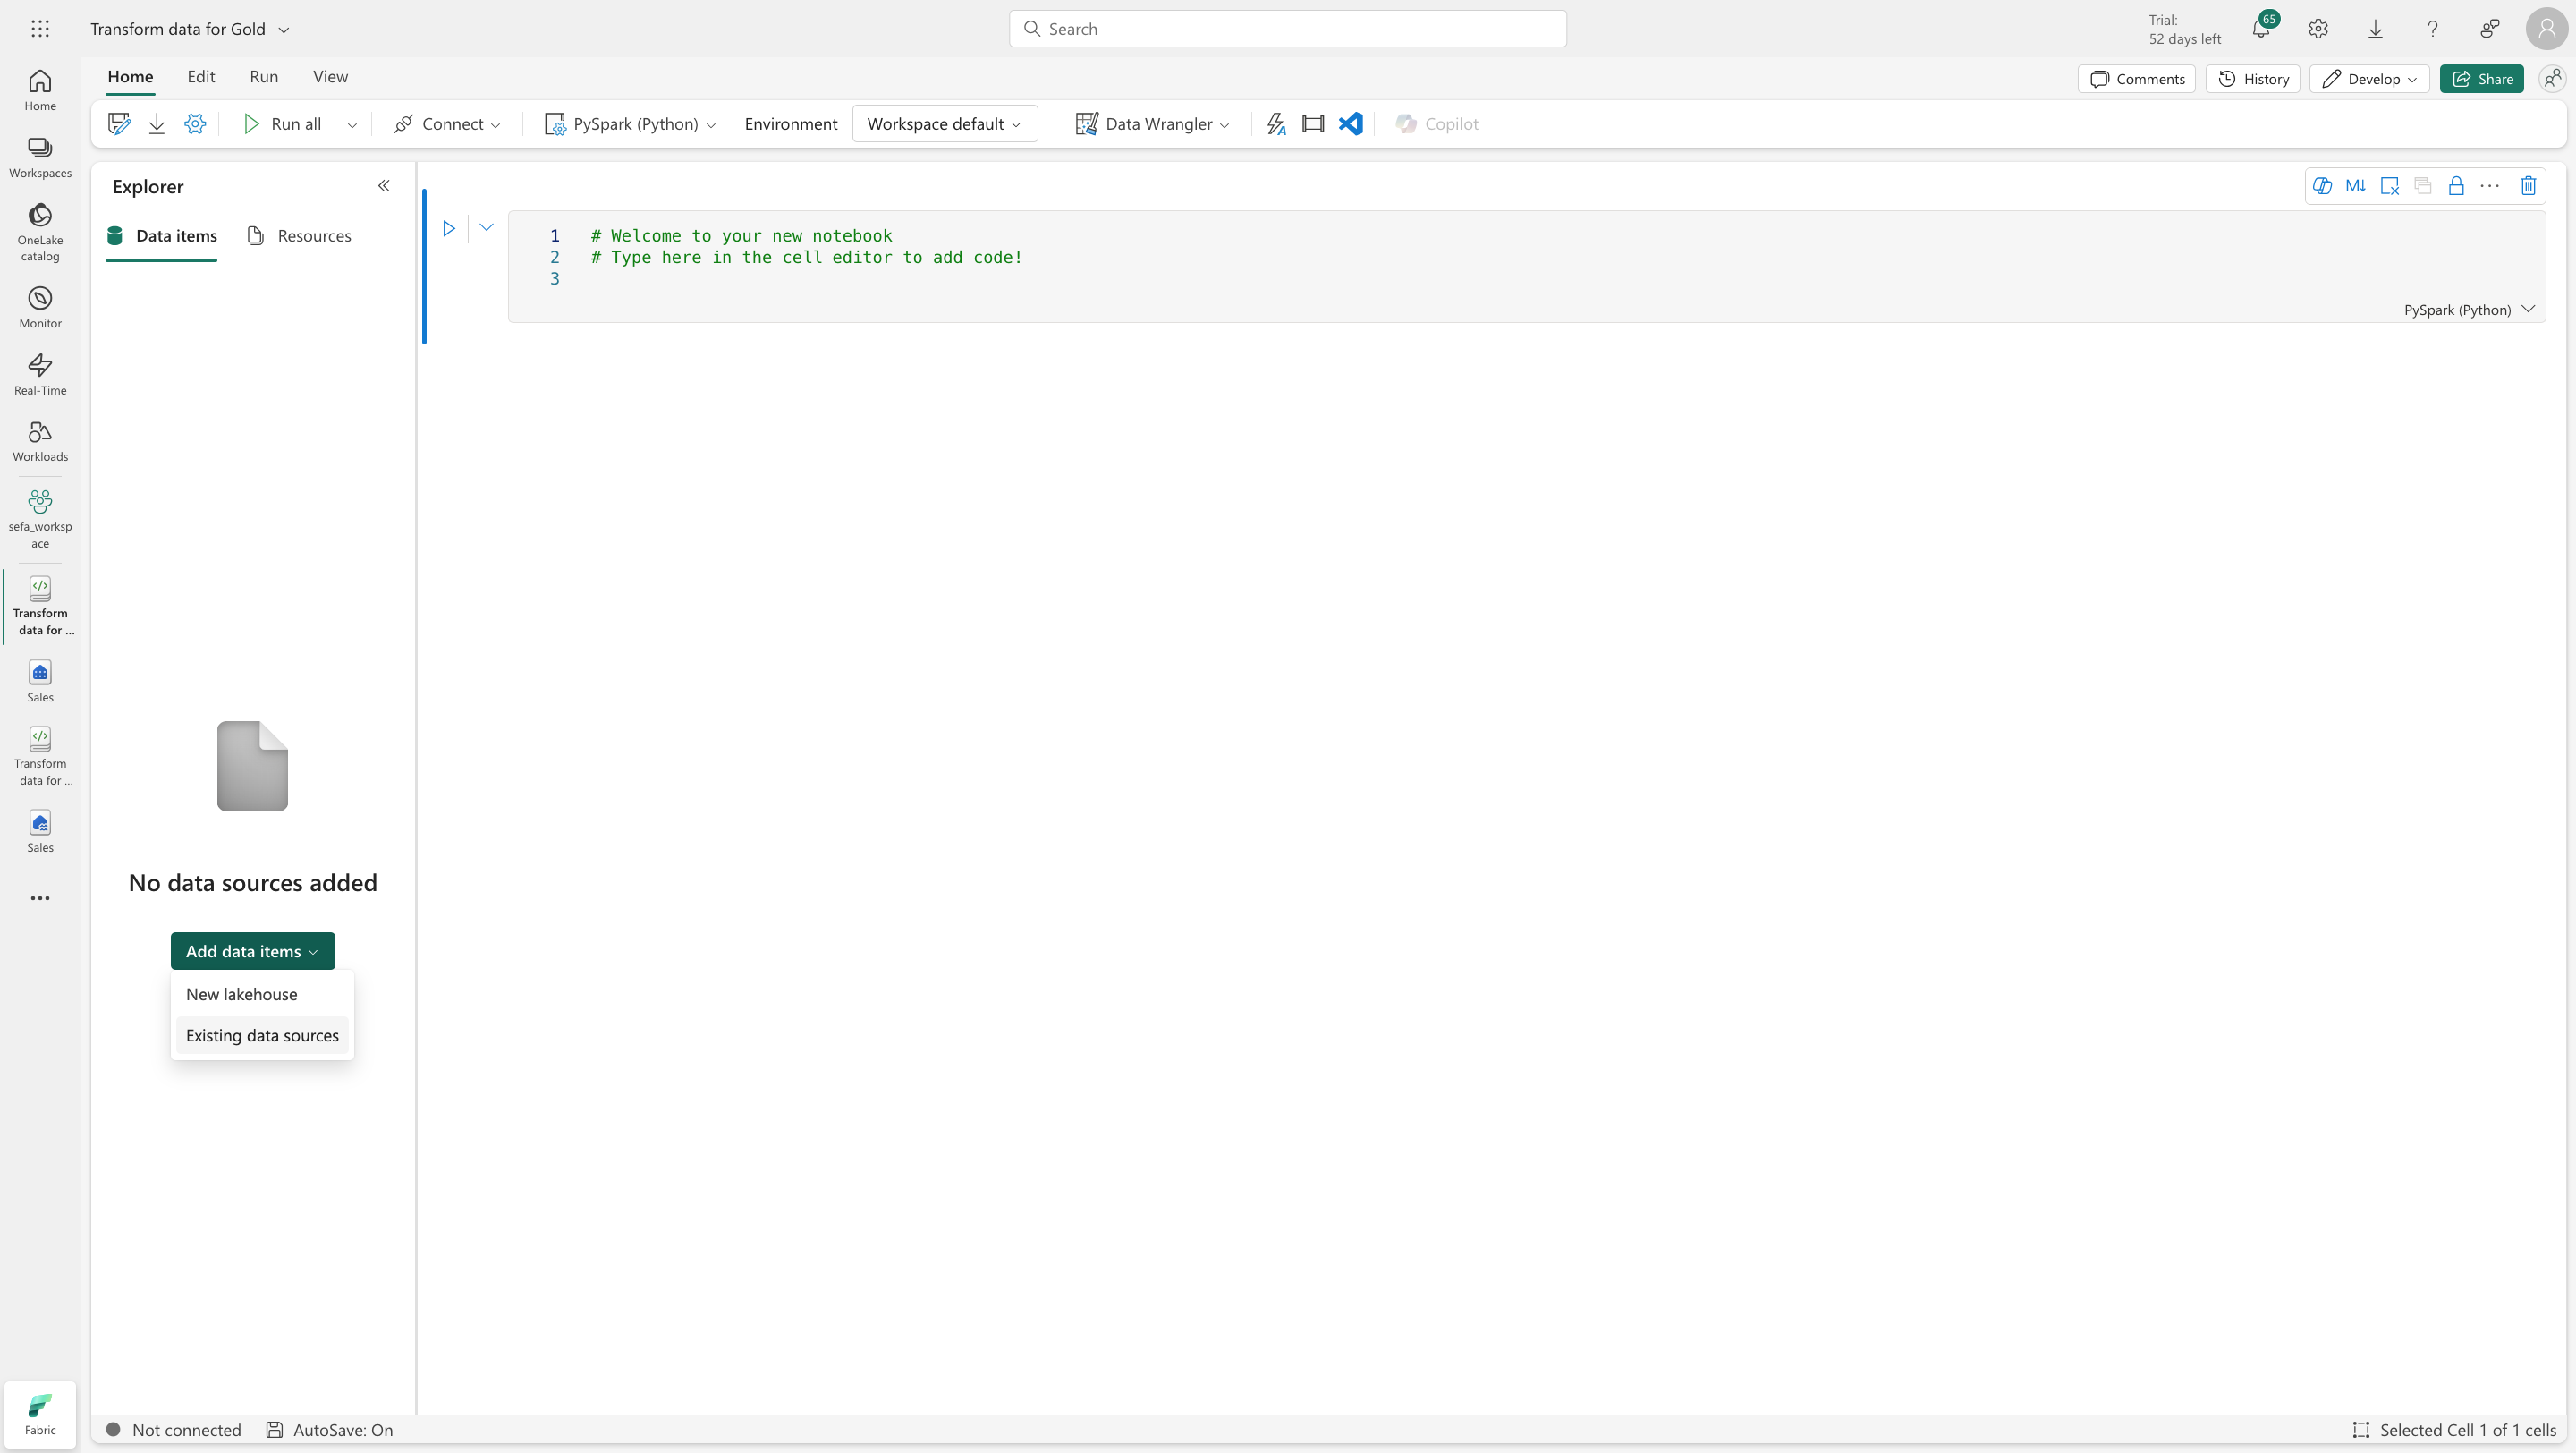 Transform data for Gold
Search
Trial:
52 days left
65
Home
Edit
Run
View
Comments
History
Develop
Share
Run all
Connect
PySpark (Python)
Environment
Workspace default
Data Wrangler
Copilot
Home
Workspaces
OneLake
catalog
Monitor
Real-Time
Workloads
sefa_worksp
ace
Transform
data for ...
Sales
Transform
data for ...
Sales
Fabric
Explorer
Data items
Resources
No data sources added
Add data items
New lakehouse
Existing data sources
M↓
1 # Welcome to your new notebook
2 # Type here in the cell editor to add code!
3
PySpark (Python)
Not connected
AutoSave: On
Selected Cell 1 of 1 cells